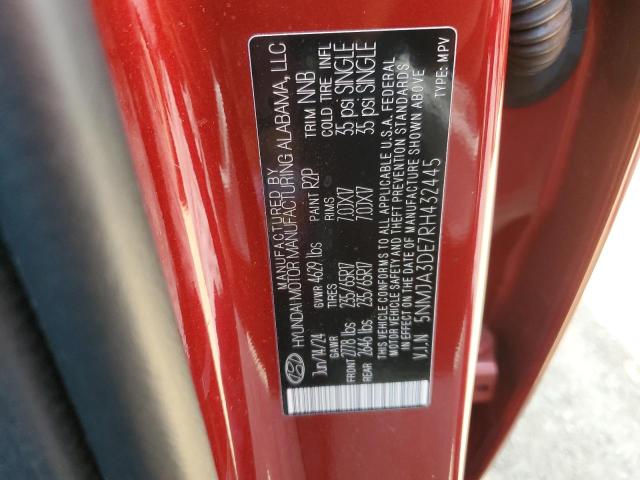 MANUFACTURED BY
HYUNDAI MOTOR MANUFACTURING ALABAMA, LLC
Jun/14/24 GVWR 4629 lbs PAINT R2P TRIM NNB
GAWR TIRES RIMS COLD TIRE INFL
FRONT 2778 lbs 235/65R17 7.0JX17 35 psi SINGLE
REAR 2646 lbs 235/65R17 7.0JX17 35 psi SINGLE
THIS VEHICLE CONFORMS TO ALL APPLICABLE U.S.A. FEDERAL
MOTOR VEHICLE SAFETY AND THEFT PREVENTION STANDARDS
IN EFFECT ON THE DATE OF MANUFACTURE SHOWN ABOVE
V.I.N 5NMJA3DE7RH432445 TYPE: MPV